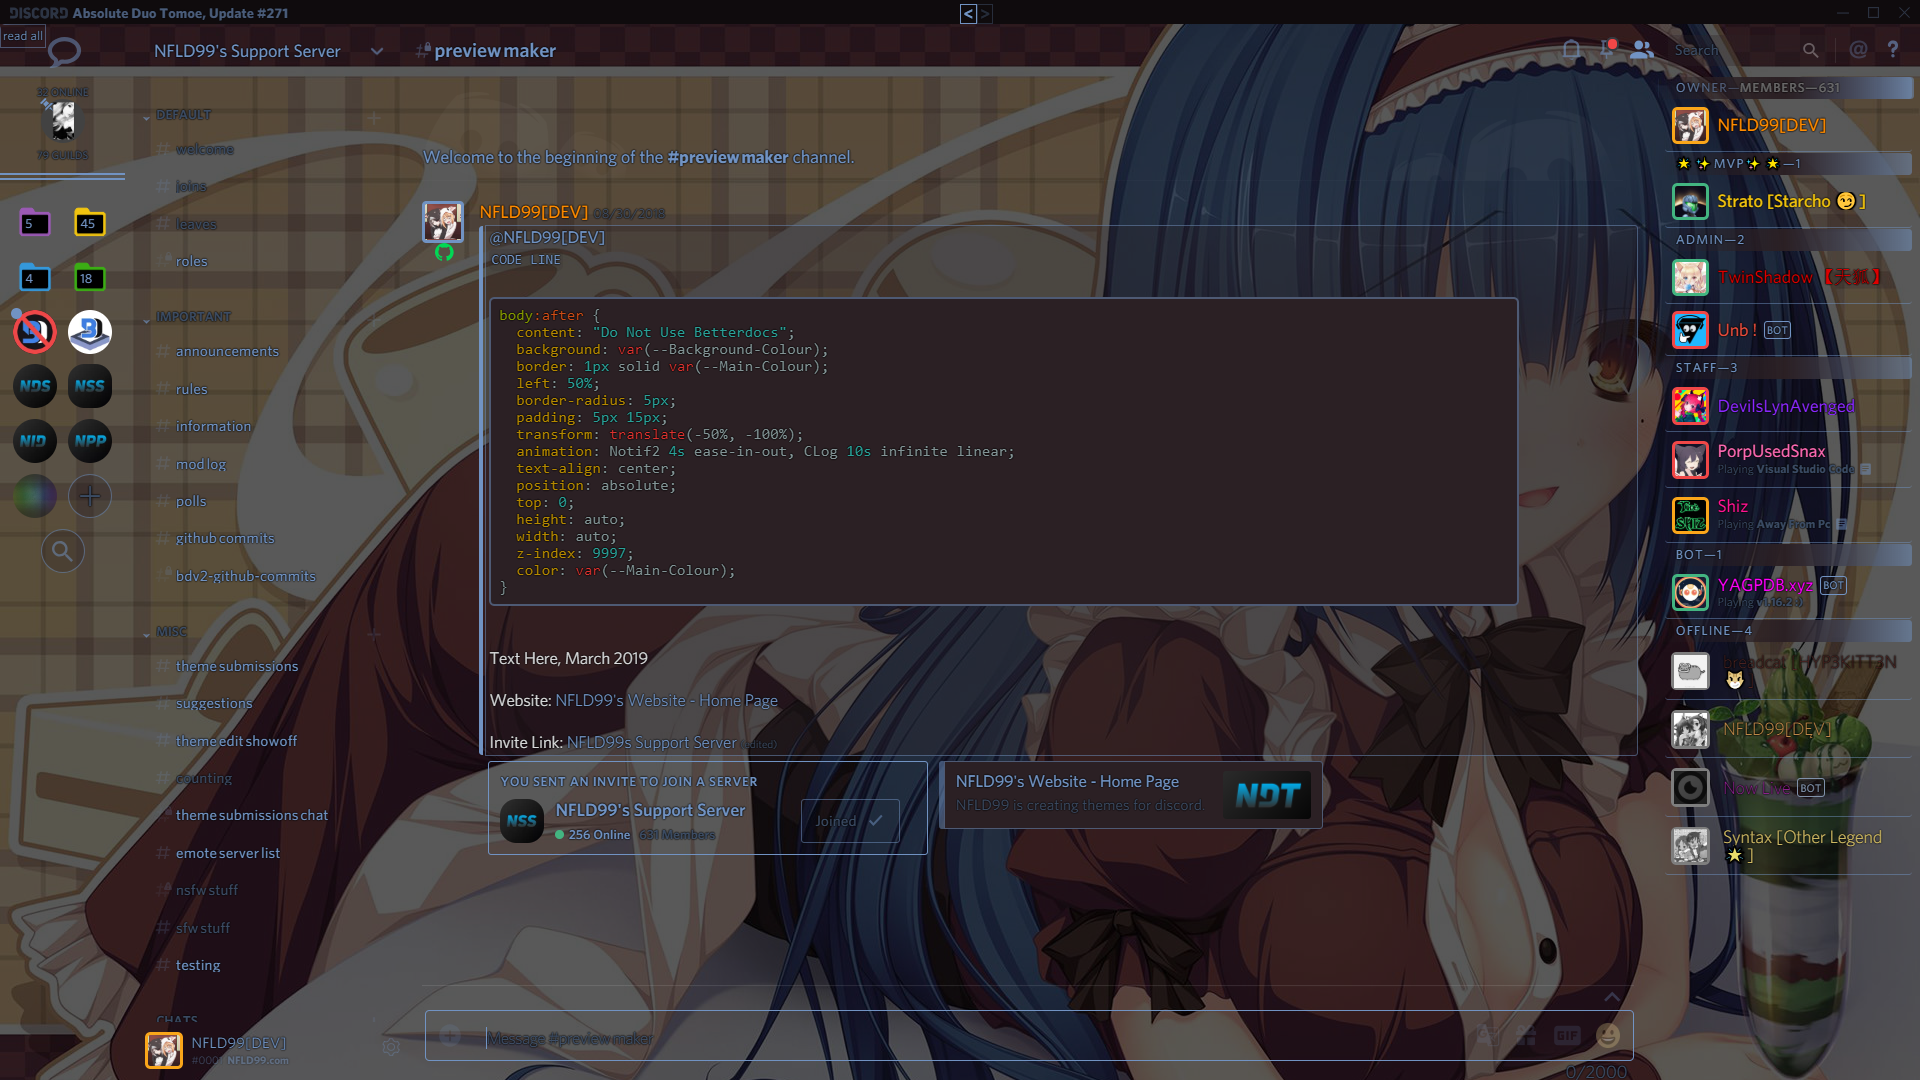 DISCORD Absolute Duo Tomoe, Update #271
< >
read all
NFLD99's Support Server
# preview maker
Search
@ ?
32 ONLINE
79 GUILDS
5
45
4
18
NDS
NSS
NID
NPP
DEFAULT
# welcome
# joins
# leaves
roles
IMPORTANT
# announcements
# rules
# information
# mod log
# polls
# github commits
bdv2-github-commits
MISC
# theme submissions
# suggestions
# theme edit showoff
# counting
theme submissions chat
# emote server list
nsfw stuff
# sfw stuff
# testing
CHATS
NFLD99[DEV]
NFLD99.com
Welcome to the beginning of the #preview maker channel.
NFLD99[DEV] 08/30/2018
@NFLD99[DEV]
CODE LINE
body:after {
content: "Do Not Use Betterdocs";
background: var(--Background-Colour);
border: 1px solid var(--Main-Colour);
left: 50%;
border-radius: 5px;
padding: 5px 15px;
transform: translate(-50%, -100%);
animation: Notif2 4s ease-in-out, CLog 10s infinite linear;
text-align: center;
position: absolute;
top: 0;
height: auto;
width: auto;
z-index: 9997;
color: var(--Main-Colour);
}
Text Here, March 2019
Website: NFLD99's Website - Home Page
Invite Link: NFLD99s Support Server (edited)
YOU SENT AN INVITE TO JOIN A SERVER
NSS
NFLD99's Support Server
256 Online 631 Members
Joined
NFLD99's Website - Home Page
NFLD99 is creating themes for discord.
NDT
Message #preview maker
GIF
0/2000
OWNER—MEMBERS—631
NFLD99[DEV]
MVP —1
Strato [Starcho 😏]
ADMIN—2
TwinShadow 【天狐】
Unb ! BOT
STAFF—3
DevilsLynAvenged
PorpUsedSnax
Playing Visual Studio Code
Shiz
The SHIZ
Playing Away From Pc
BOT—1
YAGPDB.xyz BOT
Playing v1.16.2 :)
OFFLINE—4
breadcat [HYP3KITT3N
NFLD99[DEV]
Now Live BOT
Syntax [Other Legend
🌟 ]